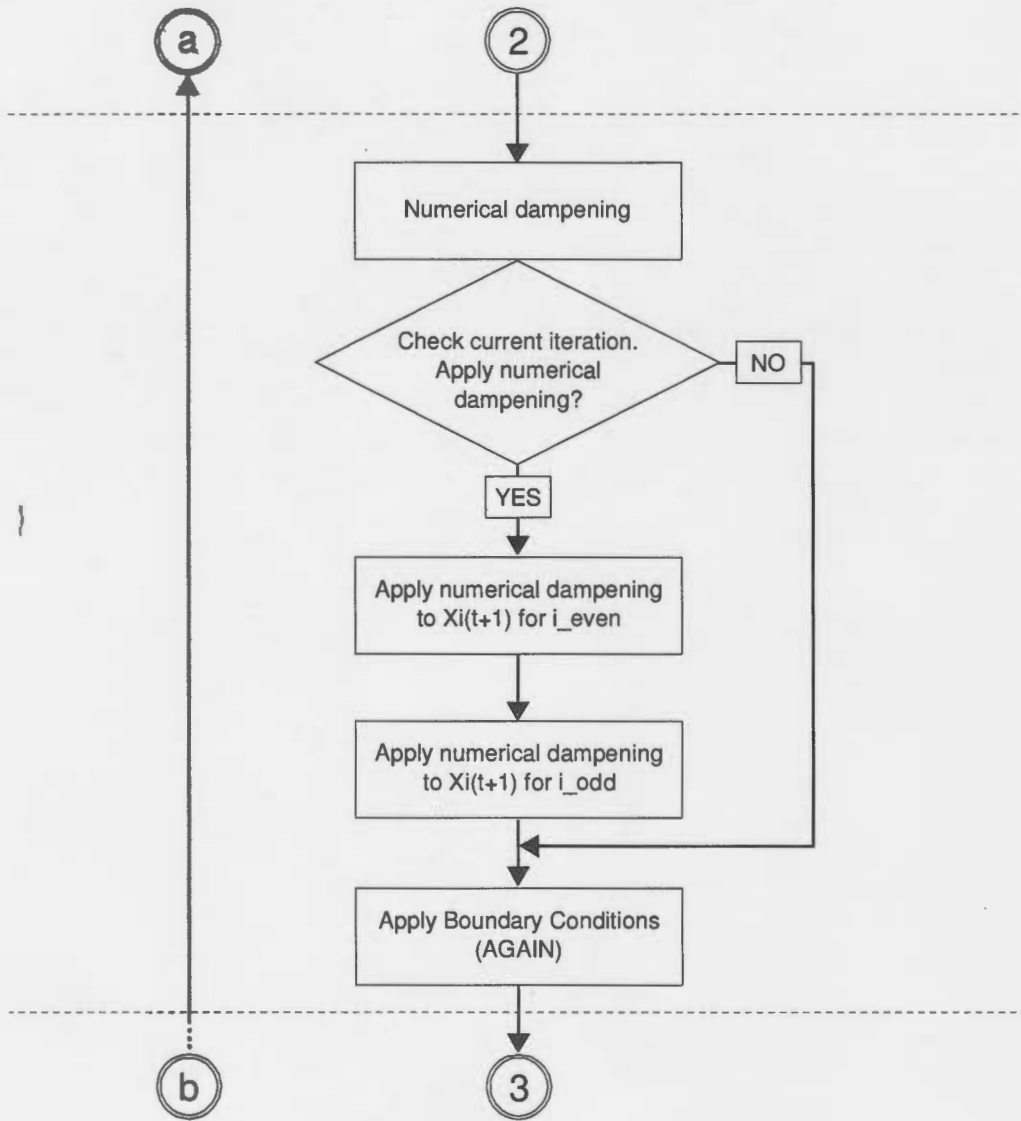 a
2
Numerical dampening
Check current iteration.
Apply numerical
dampening?
NO
YES
Apply numerical dampening
to Xi(t+1) for i_even
Apply numerical dampening
to Xi(t+1) for i_odd
Apply Boundary Conditions
(AGAIN)
b
3